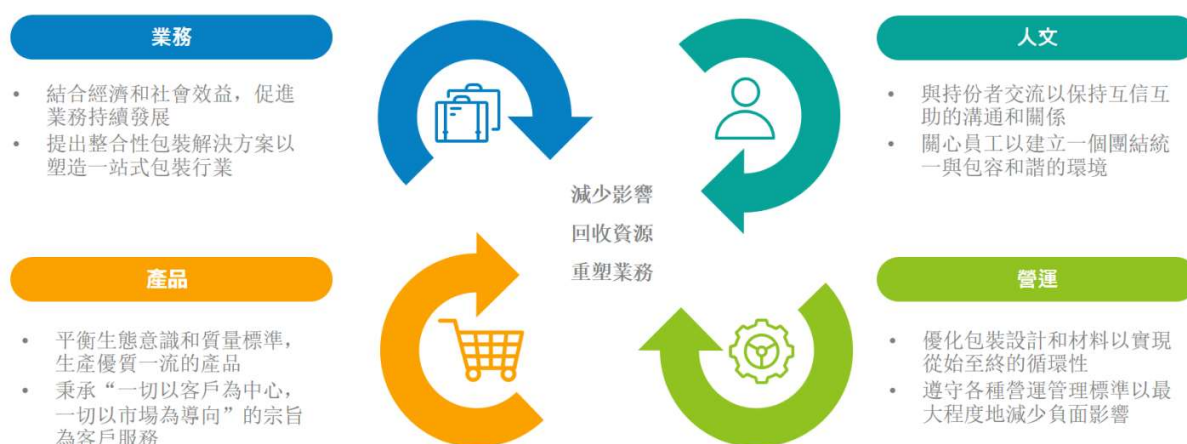 業務
• 結合經濟和社會效益，促進
業務持續發展
• 提出整合性包裝解決方案以
塑造一站式包裝行業
人文
• 與持份者交流以保持互信互
助的溝通和關係
• 關心員工以建立一個團結統
一與包容和諧的環境
減少影響
回收資源
重塑業務
產品
• 平衡生態意識和質量標準，
生產優質一流的產品
• 秉承“一切以客戶為中心，
一切以市場為導向”的宗旨
為客戶服務
營運
• 優化包裝設計和材料以實現
從始至終的循環性
• 遵守各種營運管理標準以最
大程度地減少負面影響